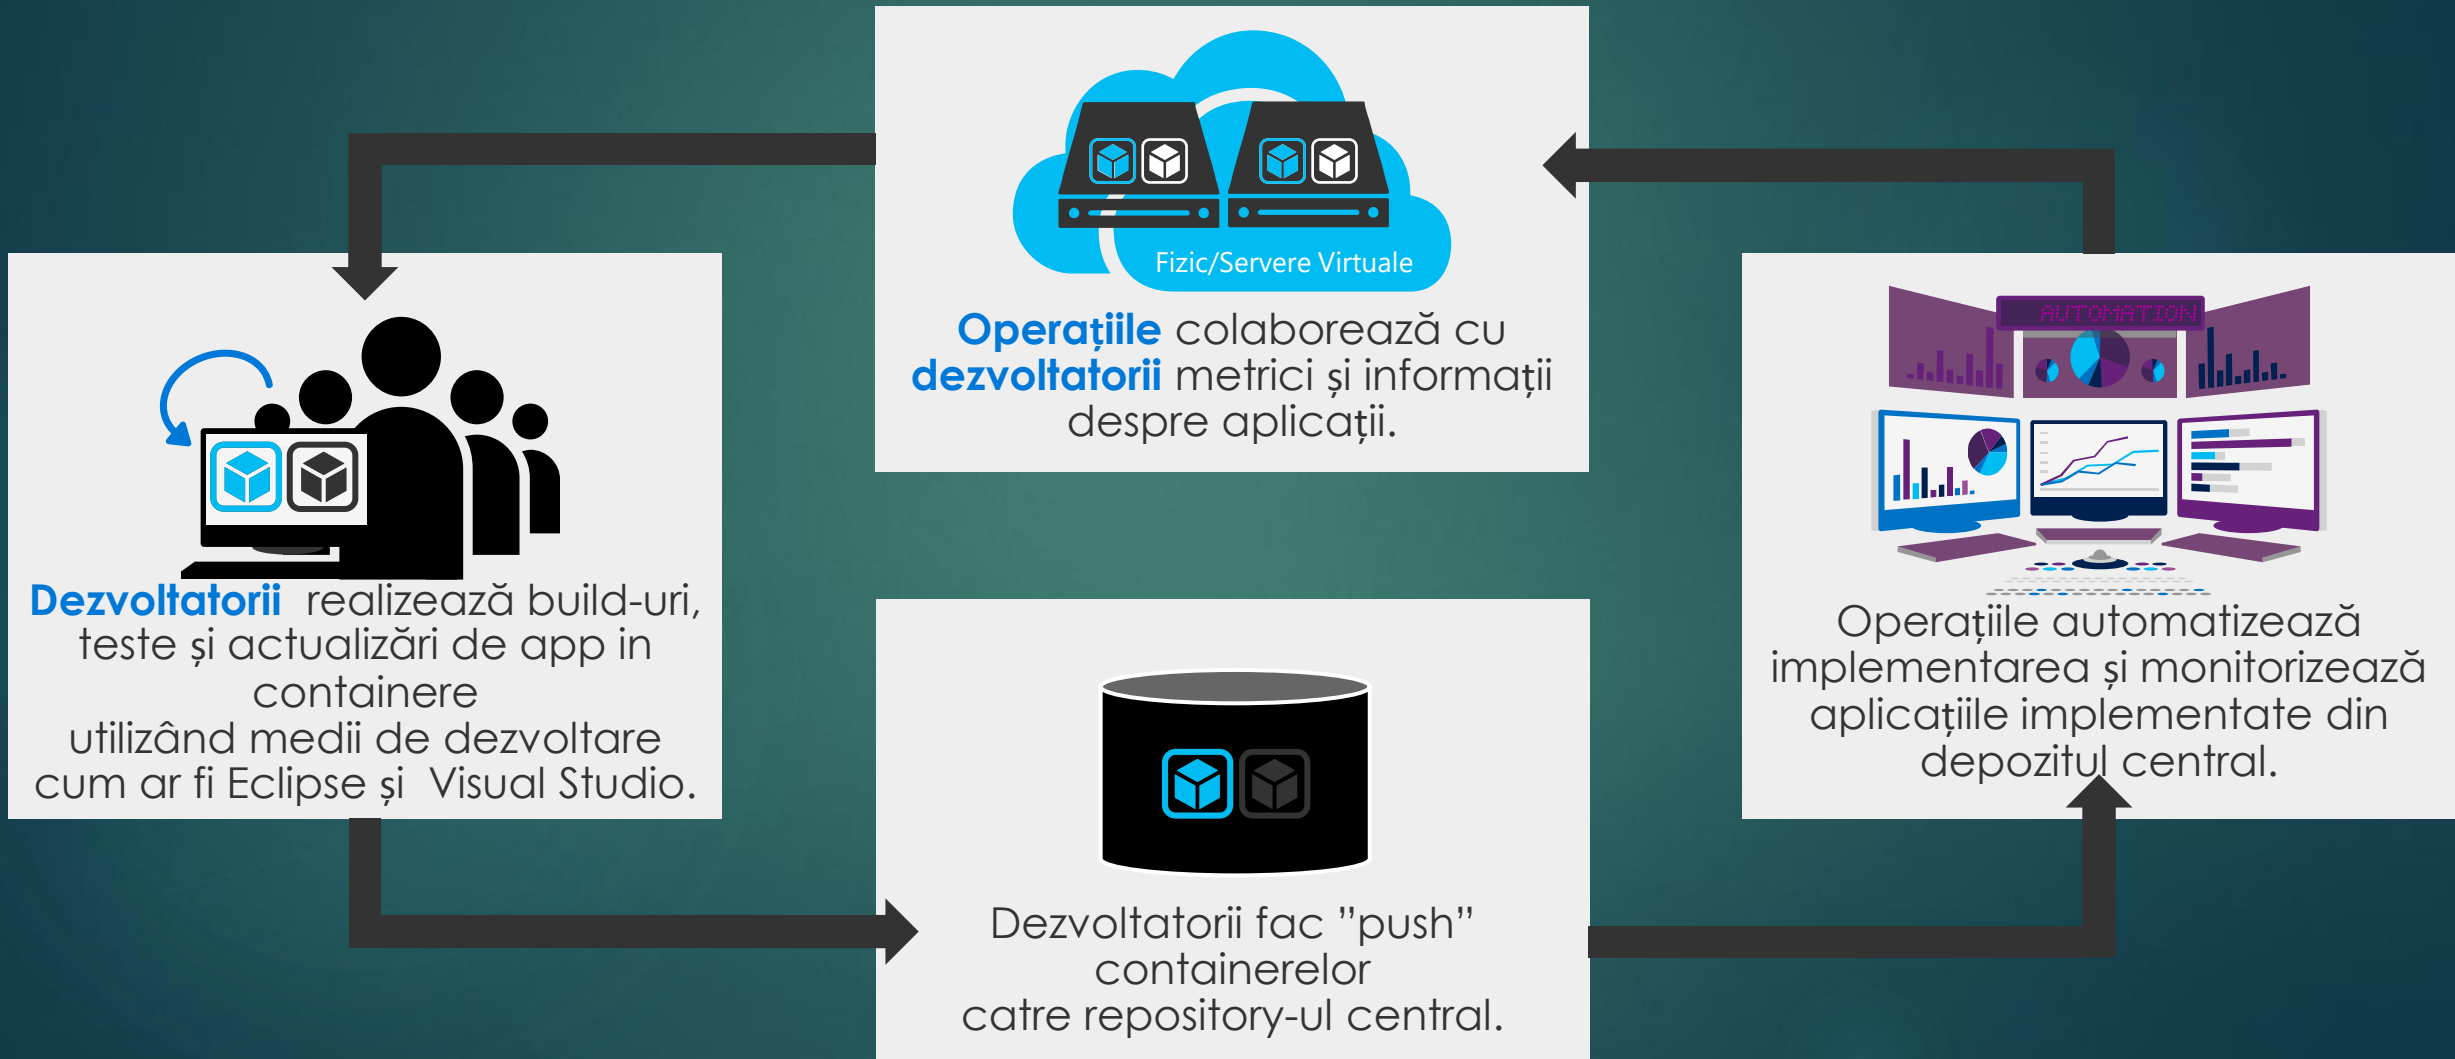 Fizic/Servere Virtuale
Operațiile colaborează cu
dezvoltatorii metrici și informații
despre aplicații.
Dezvoltatorii realizează build-uri,
teste și actualizări de app in
containere
utilizând medii de dezvoltare
cum ar fi Eclipse și Visual Studio.
Dezvoltatorii fac ”push”
containerelor
catre repository-ul central.
AUTOMATION
Operațiile automatizează
implementarea și monitorizează
aplicațiile implementate din
depozitul central.